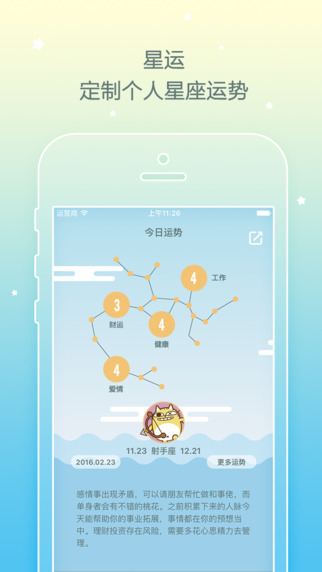 星运
定制个人星座运势
运营商 上午11:26
今日运势
4 工作
3
财运
4
健康
4
爱情
11.23 射手座 12.21
2016.02.23 更多运势
感情事出现矛盾，可以请朋友帮忙做和事佬，而
单身者会有不错的桃花。之前积累下来的人脉今
天能帮助你的事业拓展，事情都在你的预想当
中。理财投资存在风险，需要多花心思精力去管
理。